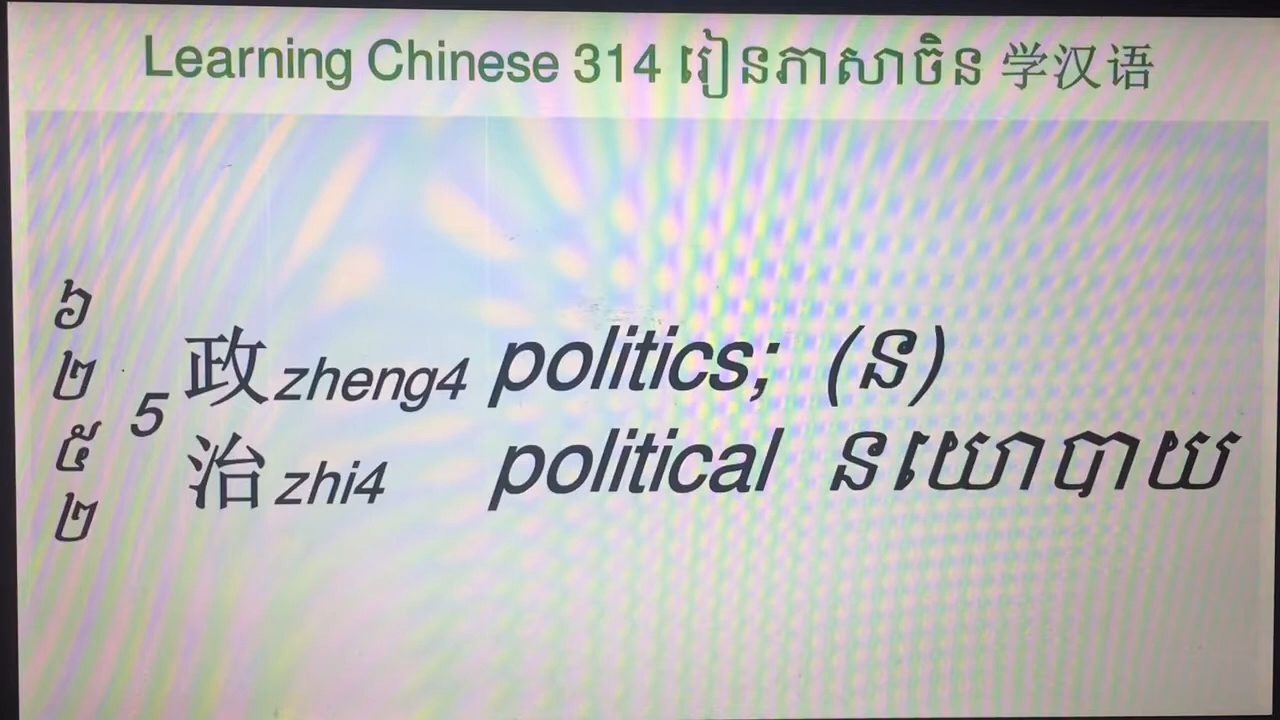 Learning Chinese 314 រៀនភាសាចិន 学汉语
៦២៥២
5
政 zheng4 politics; (ន)
治 zhi4 political នយោបាយ